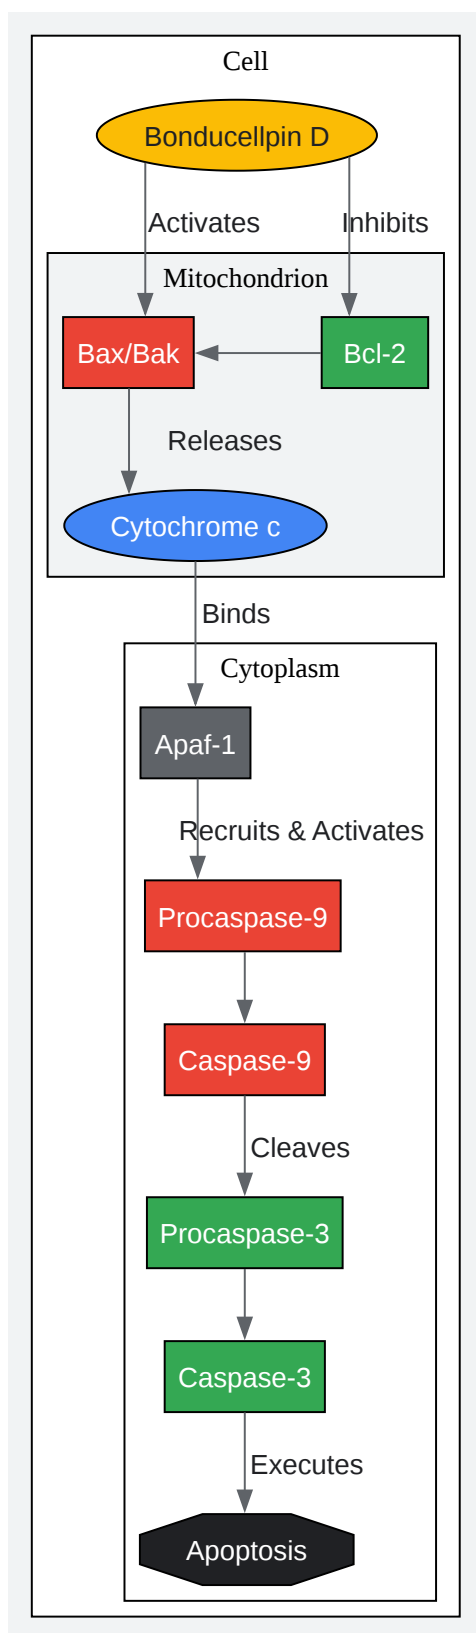 Cell
Bonducellpin D
Activates
Inhibits
Mitochondrion
Bax/Bak
Bcl-2
Releases
Cytochrome c
Binds
Cytoplasm
Apaf-1
Recruits & Activates
Procaspase-9
Caspase-9
Cleaves
Procaspase-3
Caspase-3
Executes
Apoptosis